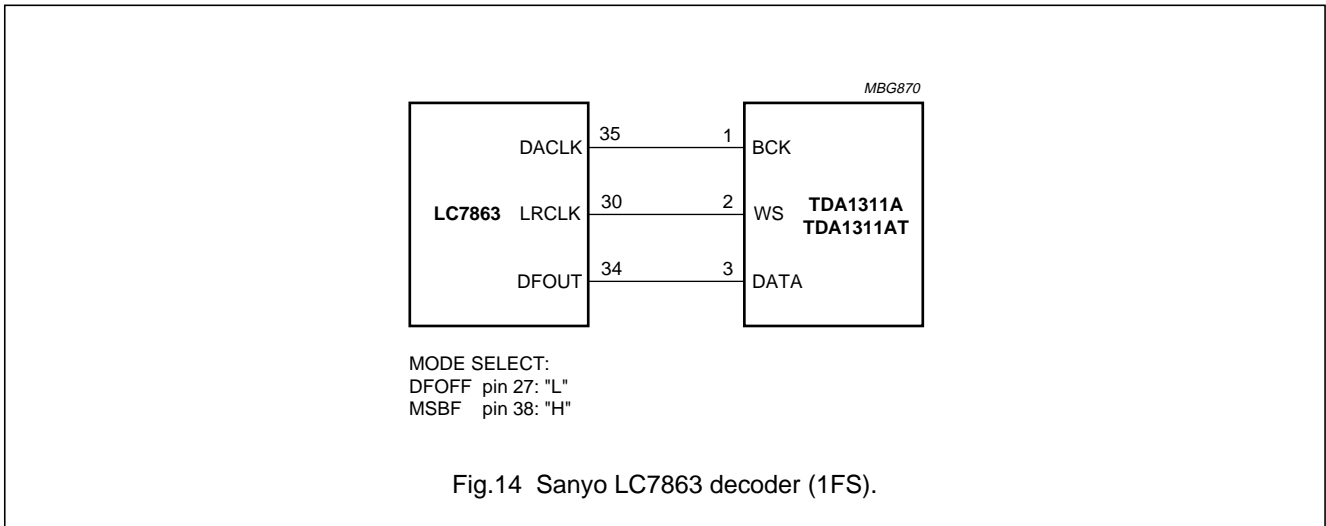 MBG870
DACLK 35 1 BCK
LC7863 LRCLK 30 2 WS TDA1311A
TDA1311AT
DFOUT 34 3 DATA
MODE SELECT:
DFOFF pin 27: "L"
MSBF pin 38: "H"
Fig.14 Sanyo LC7863 decoder (1FS).